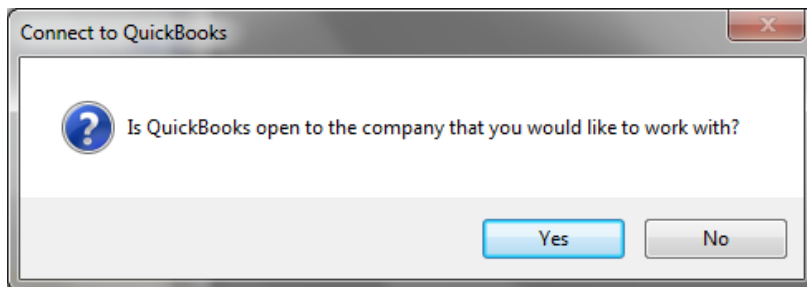 Connect to QuickBooks
Is QuickBooks open to the company that you would like to work with?
Yes
No